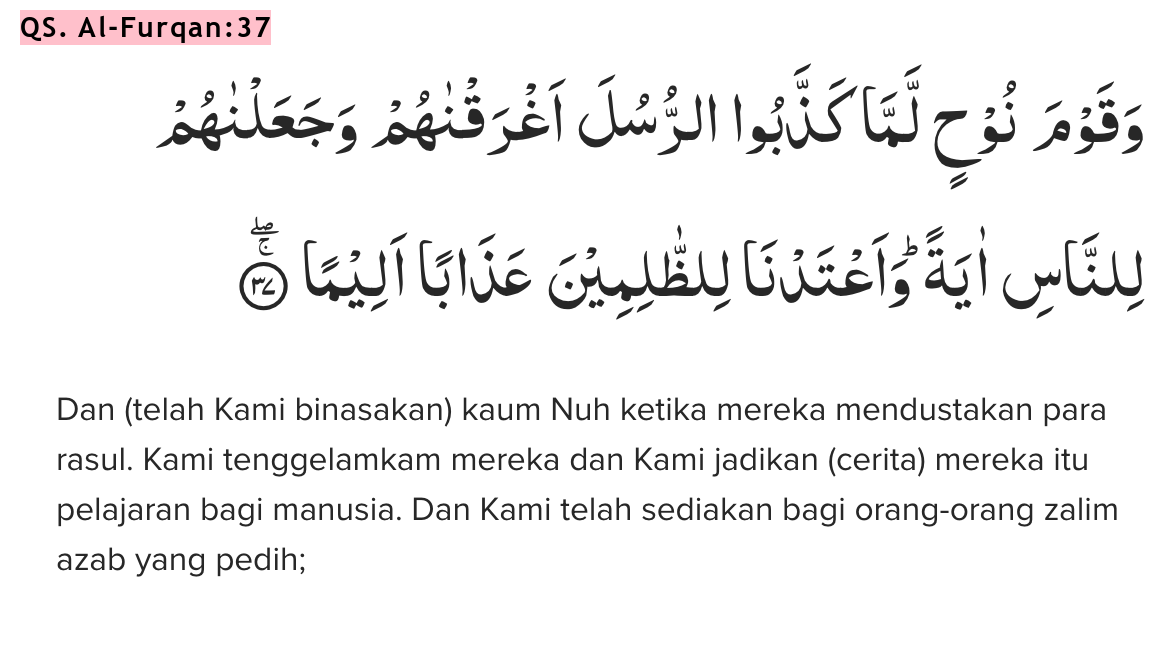 QS. Al-Furqan:37
وَقَوْمَ نُوْحٍ لَّمَّا كَذَّبُوا الرُّسُلَ اَغْرَقْنٰهُمْ وَجَعَلْنٰهُمْ
لِلنَّاسِ اٰيَةًۗ وَاَعْتَدْنَا لِلظّٰلِمِيْنَ عَذَابًا اَلِيْمًا ۚۖ ٣٧
Dan (telah Kami binasakan) kaum Nuh ketika mereka mendustakan para
rasul. Kami tenggelamkam mereka dan Kami jadikan (cerita) mereka itu
pelajaran bagi manusia. Dan Kami telah sediakan bagi orang-orang zalim
azab yang pedih;